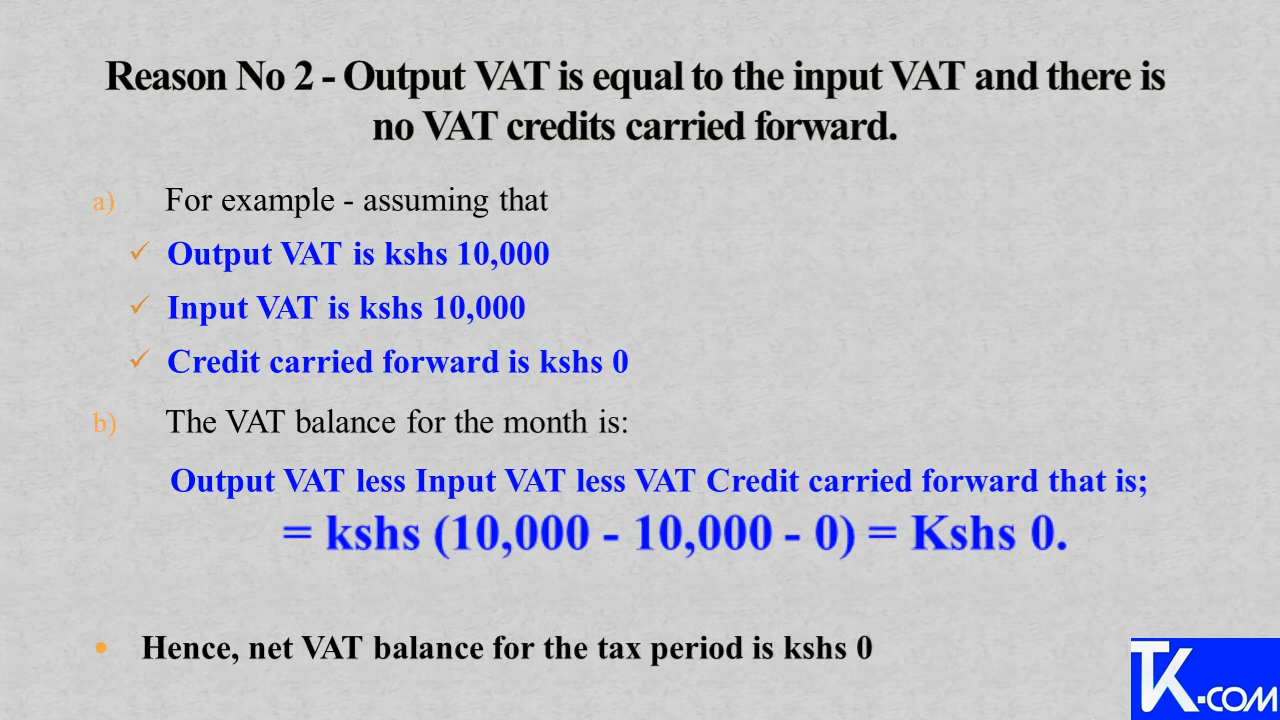 Reason No 2 - Output VAT is equal to the input VAT and there is
no VAT credits carried forward.
a) For example - assuming that
✓ Output VAT is kshs 10,000
✓ Input VAT is kshs 10,000
✓ Credit carried forward is kshs 0
b) The VAT balance for the month is:
Output VAT less Input VAT less VAT Credit carried forward that is;
= kshs (10,000 - 10,000 - 0) = Kshs 0.
• Hence, net VAT balance for the tax period is kshs 0
TK.COM